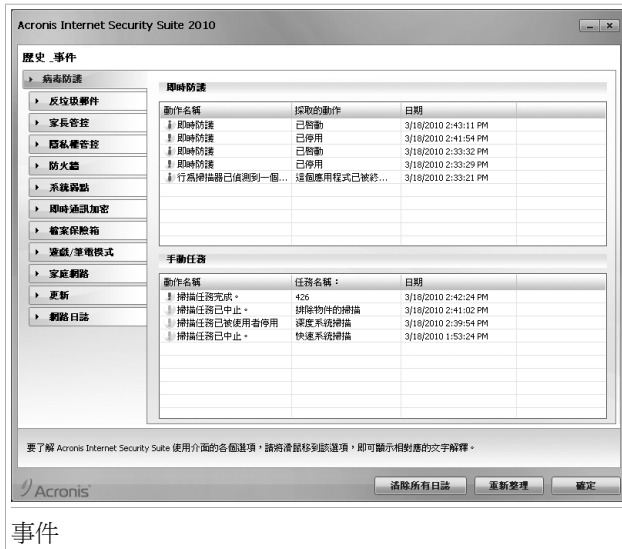 Acronis Internet Security Suite 2010
歷史_事件
病毒防護
反垃圾郵件
家長管控
隱私權管控
防火牆
系統弱點
即時通訊加密
檔案保險箱
遊戲/筆電模式
家庭網路
更新
網路日誌
即時防護
動作名稱 採取的動作 日期
即時防護 已啓動 3/18/2010 2:43:11 PM
即時防護 已停用 3/18/2010 2:41:54 PM
即時防護 已啓動 3/18/2010 2:33:32 PM
即時防護 已停用 3/18/2010 2:33:29 PM
行爲掃描器已偵測到一個... 這個應用程式已被終... 3/18/2010 2:33:21 PM
手動任務
動作名稱 任務名稱： 日期
掃描任務完成。 426 3/18/2010 2:42:24 PM
掃描任務已中止。 排除物件的掃描 3/18/2010 2:41:02 PM
掃描任務已被使用者停用 深度系統掃描 3/18/2010 2:39:54 PM
掃描任務已中止。 快速系統掃描 3/18/2010 1:53:24 PM
要了解 Acronis Internet Security Suite 使用介面的各個選項，請將滑鼠移到該選項，即可顯示相對應的文字解釋。
Acronis
清除所有日誌 重新整理 確定
事件